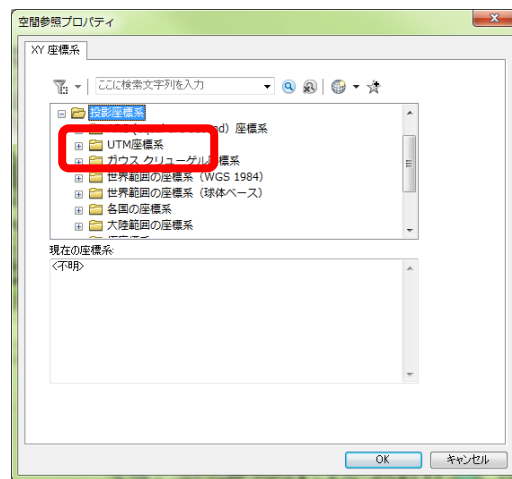 空間参照プロパティ
XY 座標系
ここに検索文字列を入力
投影座標系
座標系
UTM座標系
ガウス クリューゲル 標系
世界範囲の座標系（WGS 1984）
世界範囲の座標系（球体ベース）
各国の座標系
大陸範囲の座標系
現在の座標系:
<不明>
OK
キャンセル